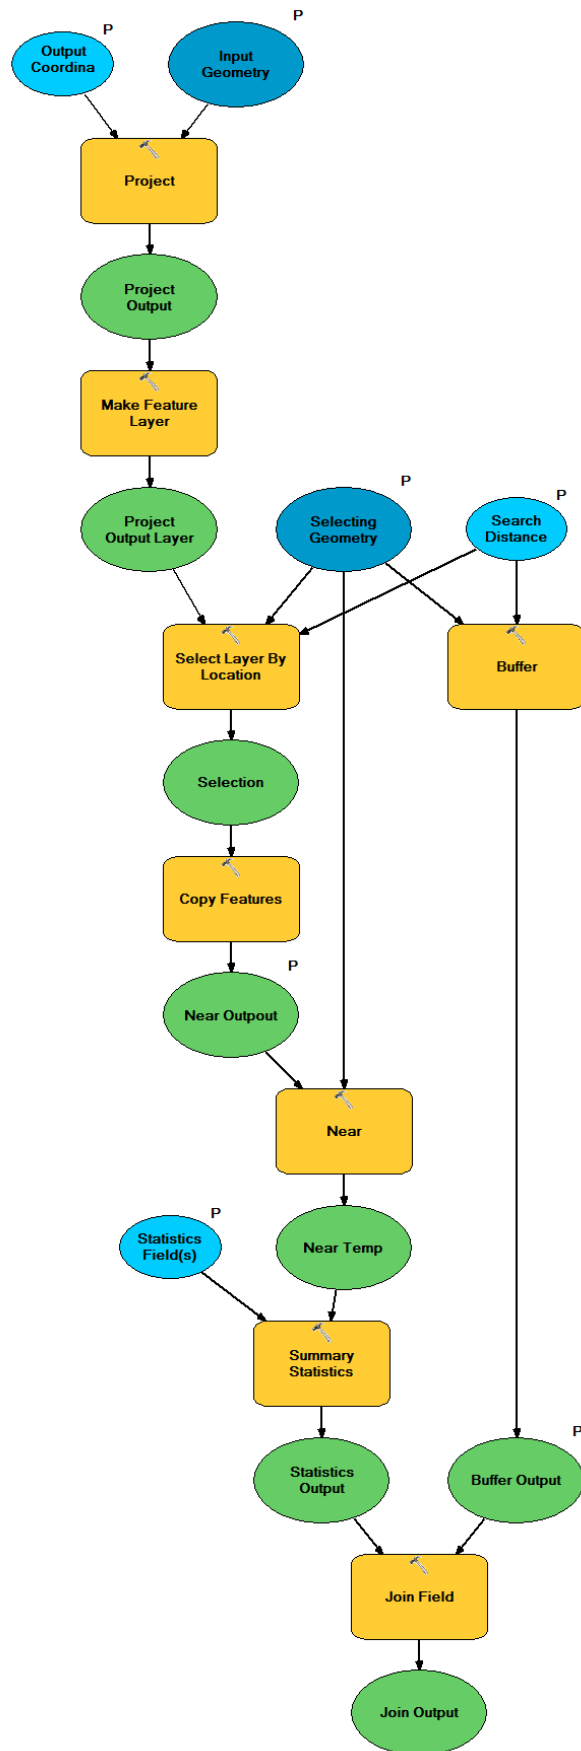 P
P
Output
Coordina
Input
Geometry
Project
Project
Output
Make Feature
Layer
P
P
Project
Output Layer
Selecting
Geometry
Search
Distance
Select Layer By
Location
Buffer
Selection
Copy Features
P
Near Outpout
Near
P
Statistics
Field(s)
Near Temp
Summary
Statistics
P
Statistics
Output
Buffer Output
Join Field
Join Output